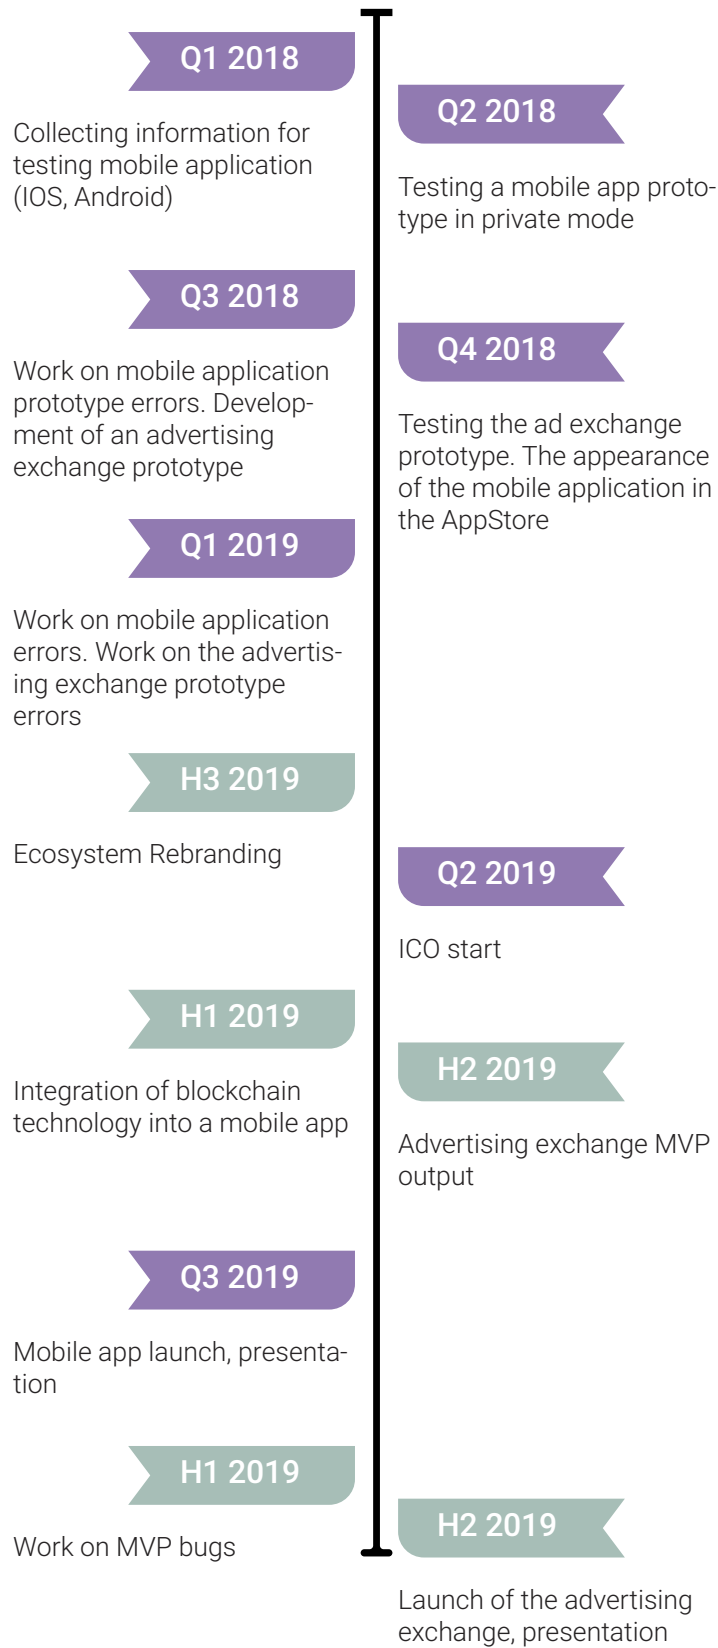 Q1 2018
Collecting information for
testing mobile application
(IOS, Android)
Q2 2018
Testing a mobile app proto-
type in private mode
Q3 2018
Work on mobile application
prototype errors. Develop-
ment of an advertising
exchange prototype
Q4 2018
Testing the ad exchange
prototype. The appearance
of the mobile application in
the AppStore
Q1 2019
Work on mobile application
errors. Work on the advertis-
ing exchange prototype
errors
H3 2019
Ecosystem Rebranding
Q2 2019
ICO start
H1 2019
Integration of blockchain
technology into a mobile app
H2 2019
Advertising exchange MVP
output
Q3 2019
Mobile app launch, presenta-
tion
H1 2019
Work on MVP bugs
H2 2019
Launch of the advertising
exchange, presentation